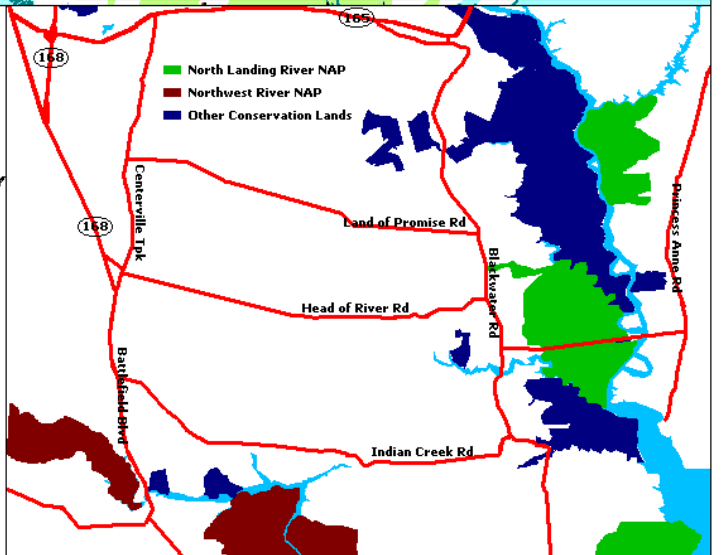 165
168
North Landing River NAP
Northwest River NAP
Other Conservation Lands
Centerville Tpk
Princess Anne Rd
Land of Promise Rd
168
Blackwater Rd
Head of River Rd
Battlefield Blvd
Indian Creek Rd